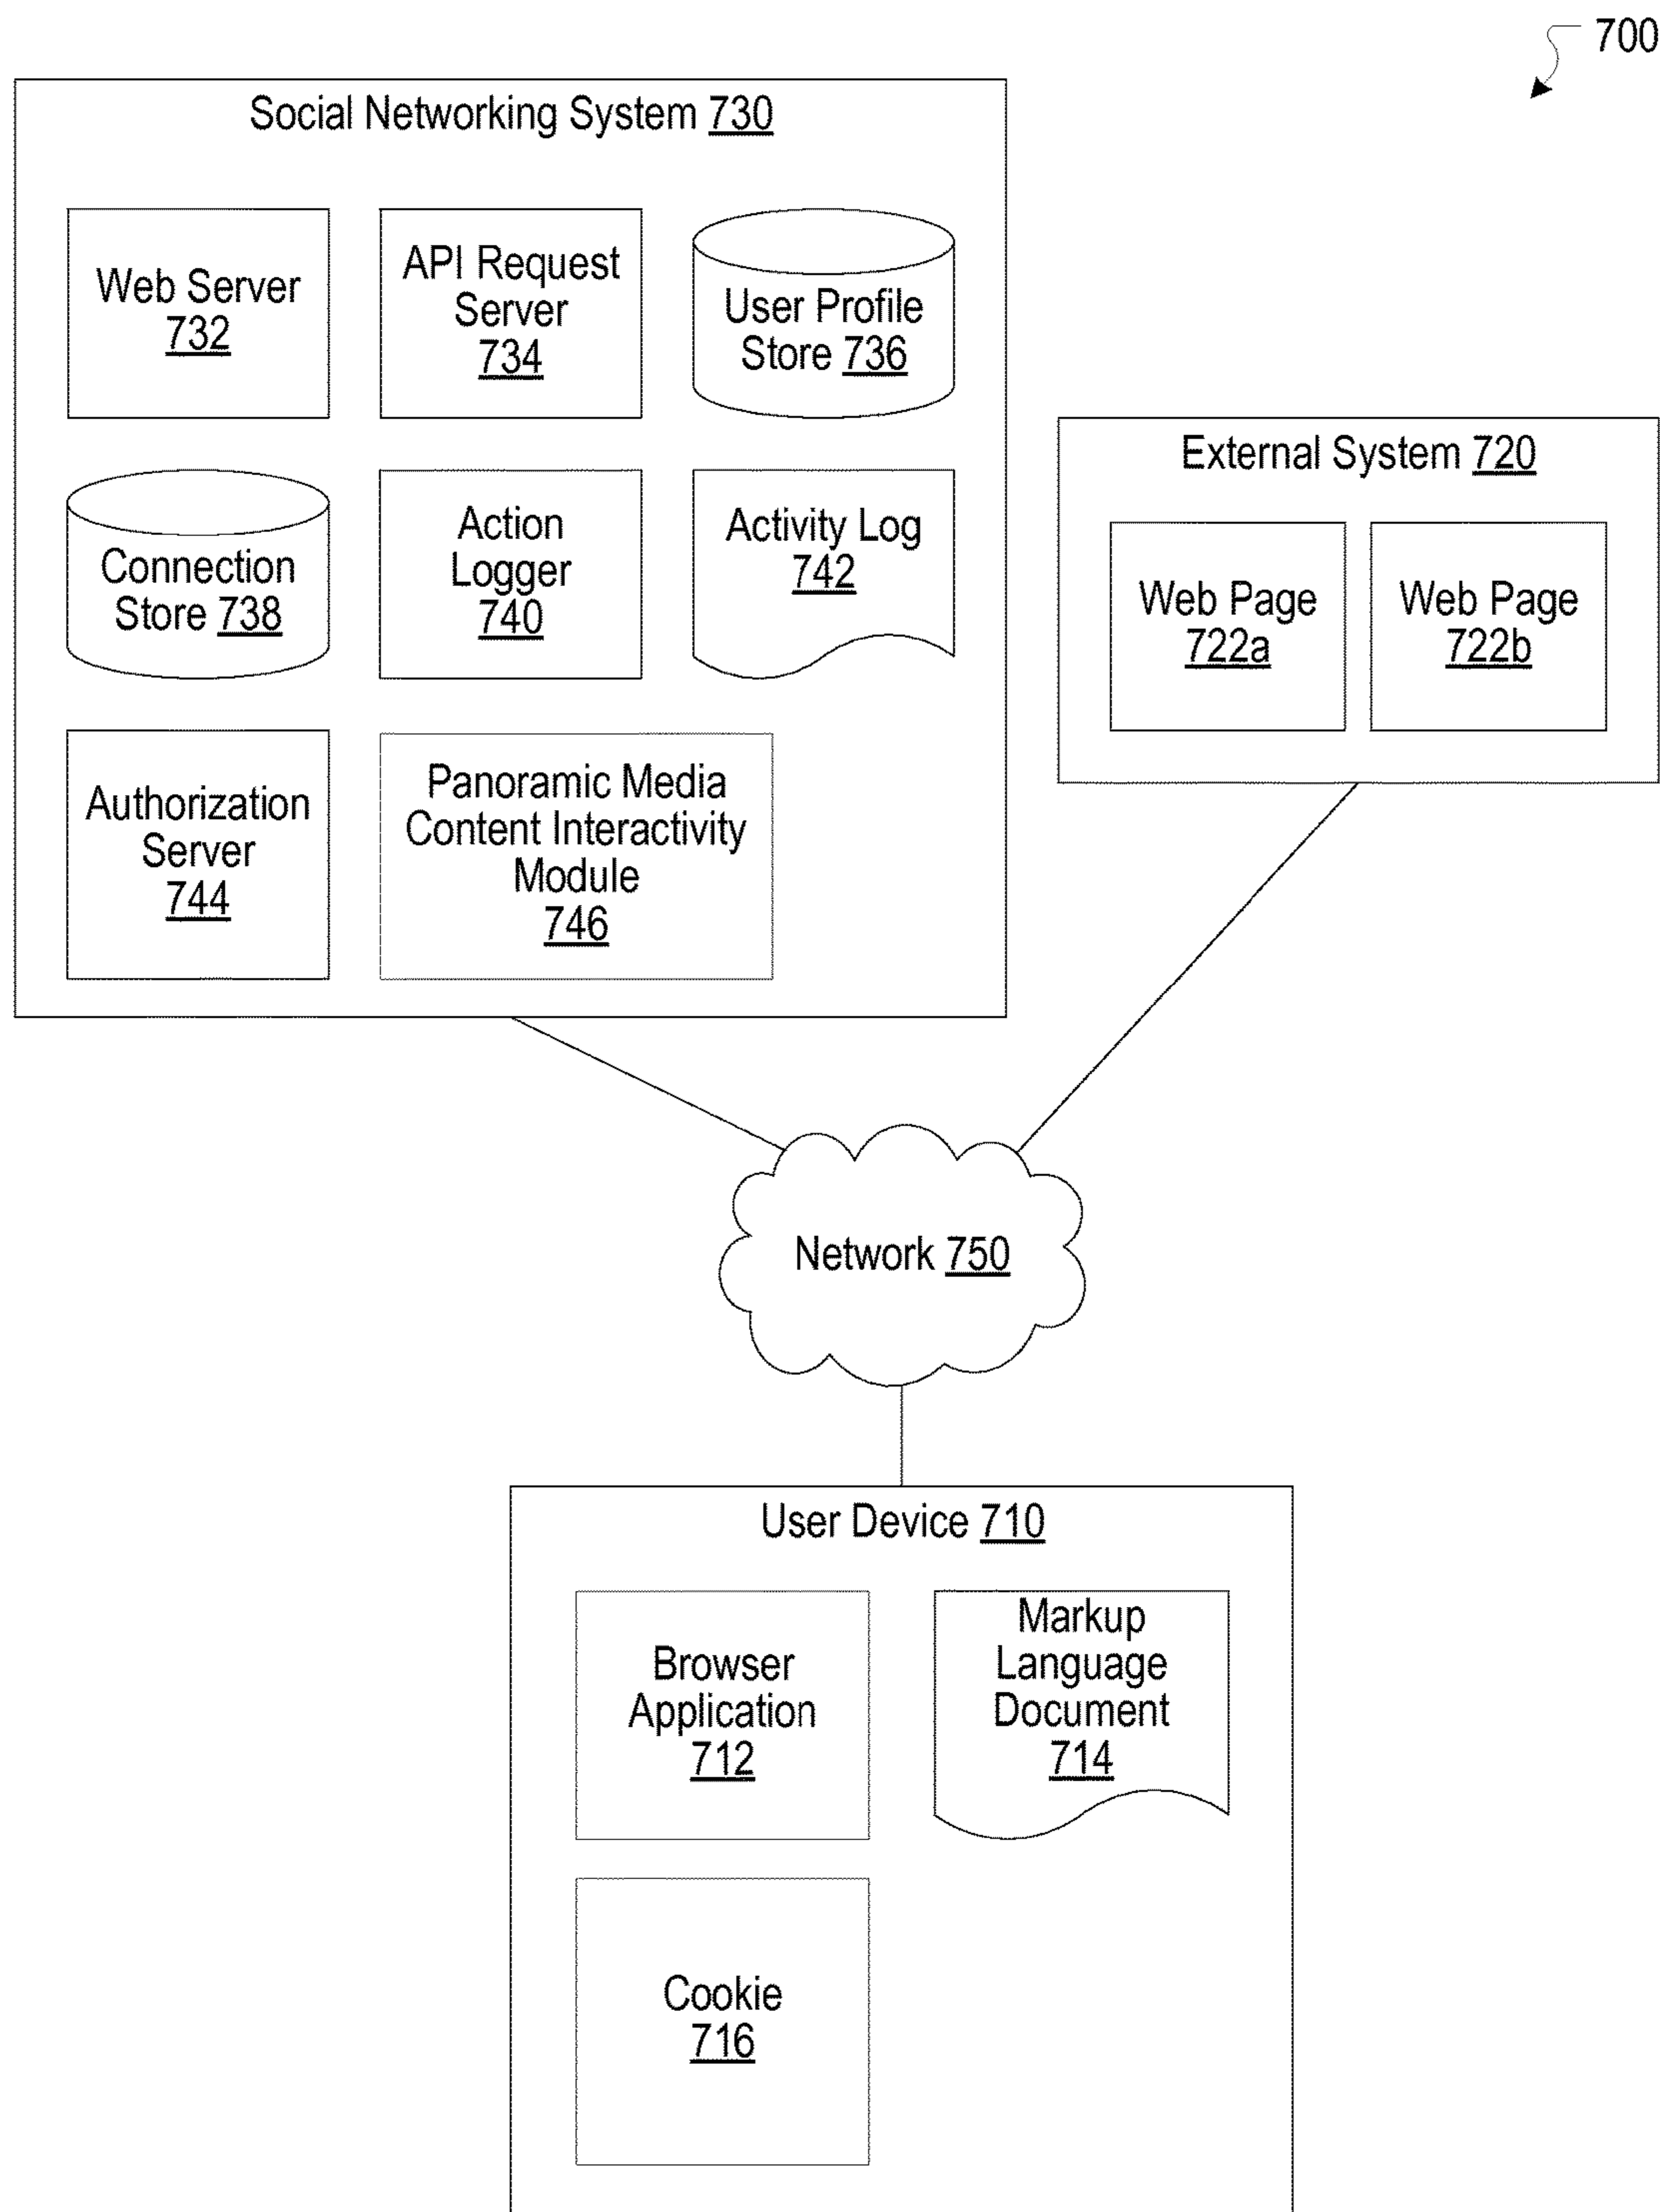 700
Social Networking System 730
Web Server
732
API Request
Server
734
User Profile
Store 736
Connection
Store 738
Action
Logger
740
Activity Log
742
Authorization
Server
744
Panoramic Media
Content Interactivity
Module
746
External System 720
Web Page
722a
Web Page
722b
Network 750
User Device 710
Browser
Application
712
Markup
Language
Document
714
Cookie
716